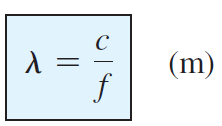 λ = c/f (m)